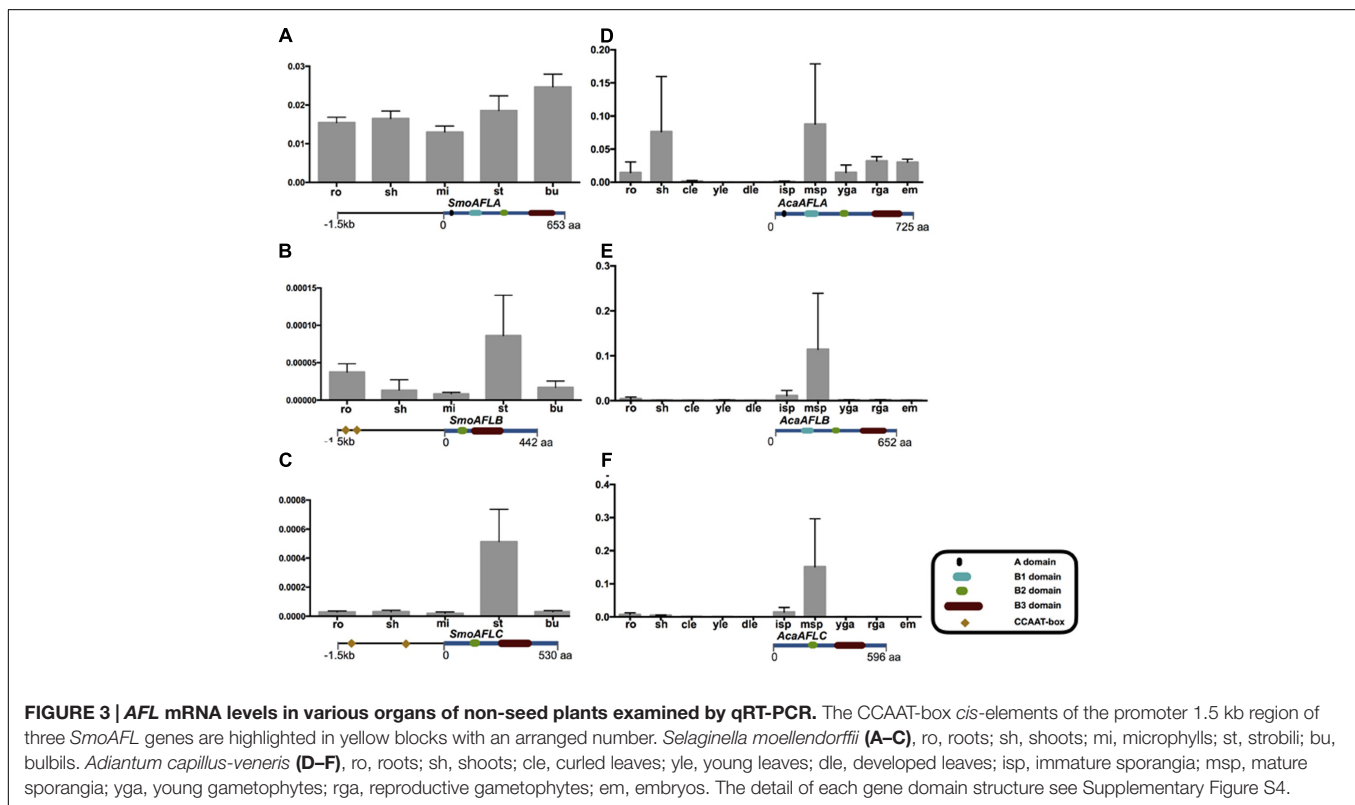 A
0.03
0.02
0.01
0.00
ro sh mi st bu
SmoAFLA
-1.5kb 0 653 aa
B
0.00015
0.00010
0.00005
0.00000
ro sh mi st bu
SmoAFLB
-1.5kb 0 442 aa
C
0.0008
0.0006
0.0004
0.0002
0.0000
ro sh mi st bu
SmoAFLC
-1.5kb 0 530 aa
D
0.20
0.15
0.10
0.05
0.00
ro sh cle yle dle isp msp yga rga em
AcaAFLA
0 725 aa
E
0.3
0.2
0.1
0.0
ro sh cle yle dle isp msp yga rga em
AcaAFLB
0 652 aa
F
0.4
0.3
0.2
0.1
0.0
ro sh cle yle dle isp msp yga rga em
AcaAFLC
0 596 aa
A domain
B1 domain
B2 domain
B3 domain
CCAAT-box
FIGURE 3 | AFL mRNA levels in various organs of non-seed plants examined by qRT-PCR. The CCAAT-box cis-elements of the promoter 1.5 kb region of
three SmoAFL genes are highlighted in yellow blocks with an arranged number. Selaginella moellendorffii (A–C), ro, roots; sh, shoots; mi, microphylls; st, strobili; bu,
bulbils. Adiantum capillus-veneris (D–F), ro, roots; sh, shoots; cle, curled leaves; yle, young leaves; dle, developed leaves; isp, immature sporangia; msp, mature
sporangia; yga, young gametophytes; rga, reproductive gametophytes; em, embryos. The detail of each gene domain structure see Supplementary Figure S4.